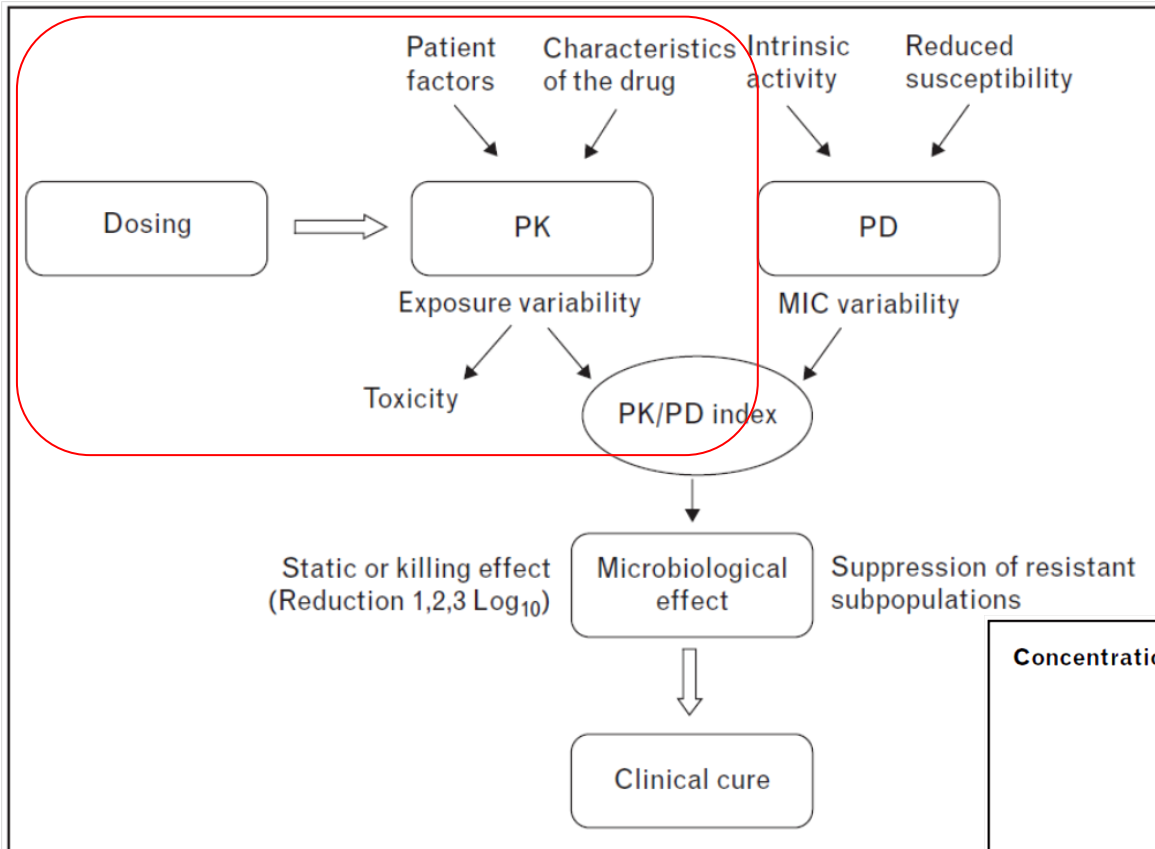 Patient
factors
Characteristics
of the drug
Intrinsic
activity
Reduced
susceptibility
Dosing
PK
PD
Exposure variability
MIC variability
Toxicity
PK/PD index
Static or killing effect
(Reduction 1,2,3 Log₁₀)
Microbiological
effect
Suppression of resistant
subpopulations
Clinical cure